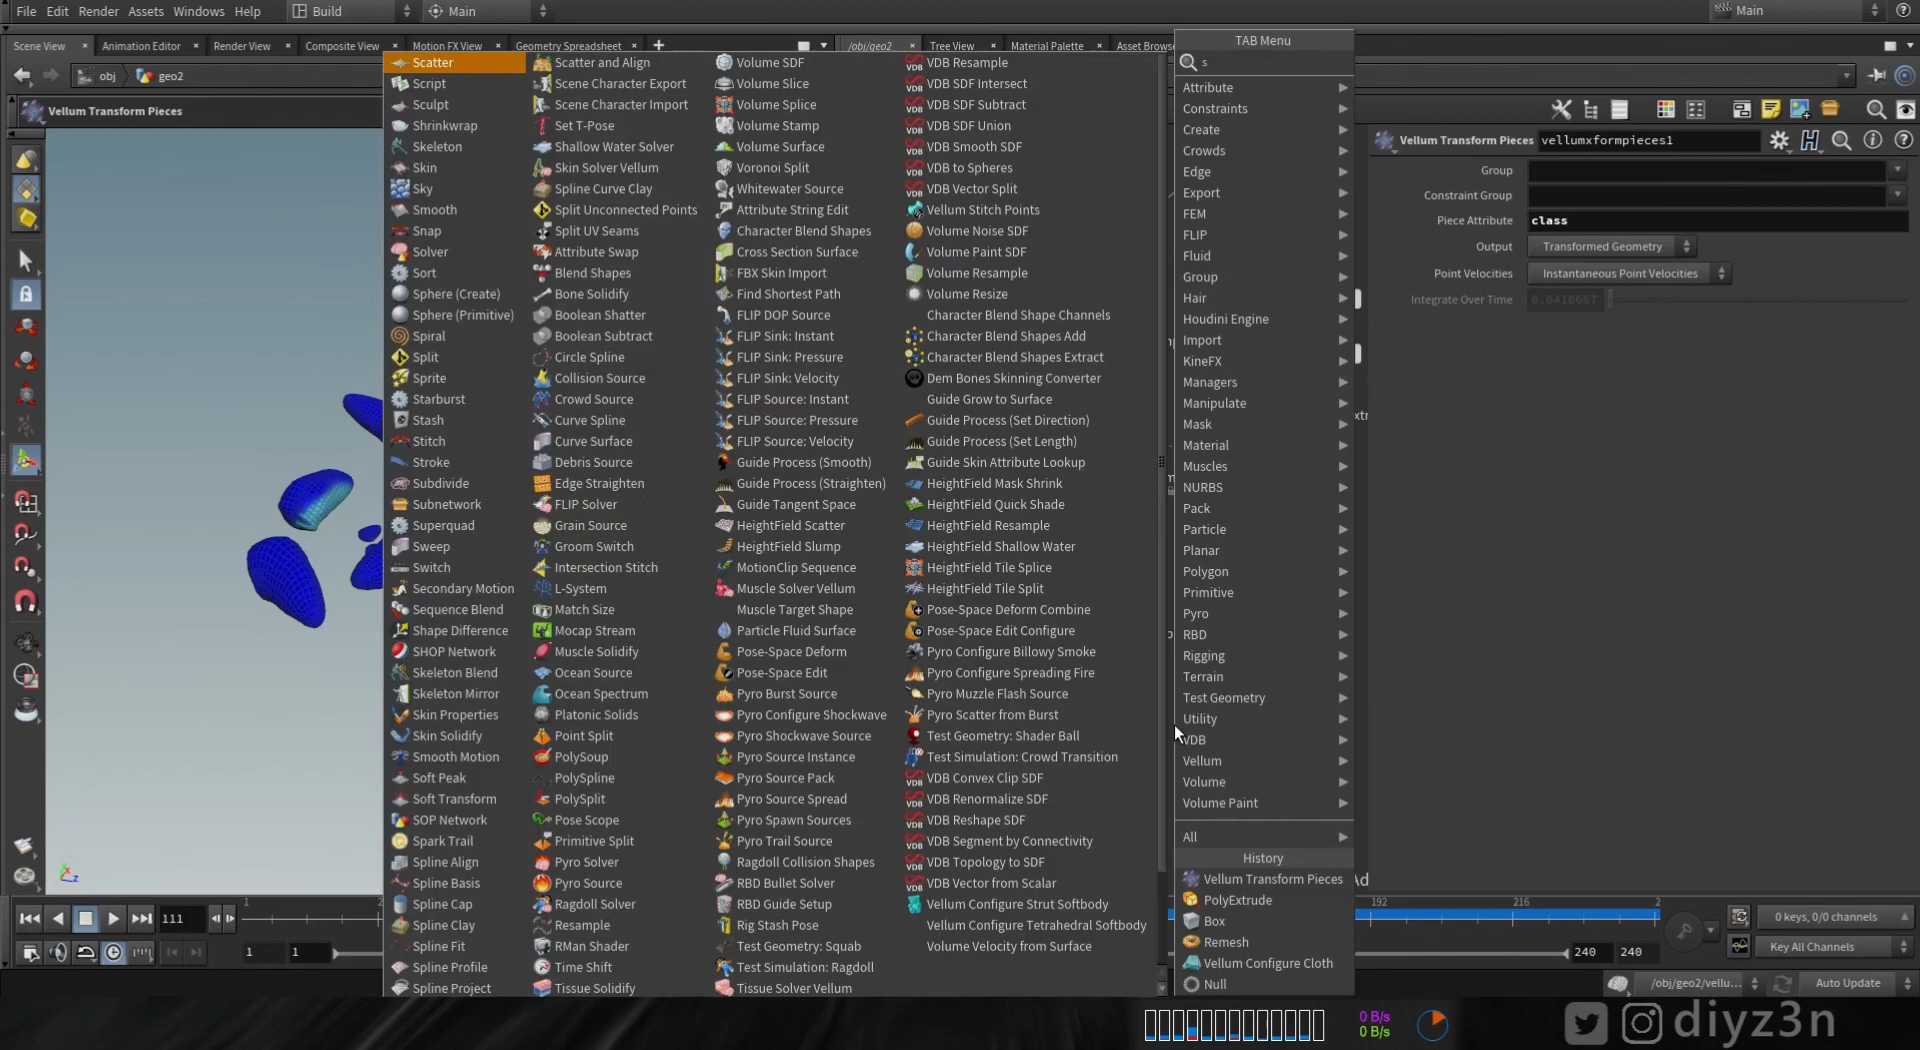 File Edit Render Assets Windows Help Build Main Main
Scene View Animation Editor Render View Composite View Motion FX View Geometry Spreadsheet /obj/geo2 Tree View Material Palette Asset Brows
obj geo2
Vellum Transform Pieces
Scatter
Script
Sculpt
Shrinkwrap
Skeleton
Skin
Sky
Smooth
Snap
Solver
Sort
Sphere (Create)
Sphere (Primitive)
Spiral
Split
Sprite
Starburst
Stash
Stitch
Stroke
Subdivide
Subnetwork
Superquad
Sweep
Switch
Secondary Motion
Sequence Blend
Shape Difference
SHOP Network
Skeleton Blend
Skeleton Mirror
Skin Properties
Skin Solidify
Smooth Motion
Soft Peak
Soft Transform
SOP Network
Spark Trail
Spline Align
Spline Basis
Spline Cap
Spline Clay
Spline Fit
Spline Profile
Spline Project
Scatter and Align
Scene Character Export
Scene Character Import
Set T-Pose
Shallow Water Solver
Skin Solver Vellum
Spline Curve Clay
Split Unconnected Points
Split UV Seams
Attribute Swap
Blend Shapes
Bone Solidify
Boolean Shatter
Boolean Subtract
Circle Spline
Collision Source
Crowd Source
Curve Spline
Curve Surface
Debris Source
Edge Straighten
FLIP Solver
Grain Source
Groom Switch
Intersection Stitch
L-System
Match Size
Mocap Stream
Muscle Solidify
Ocean Source
Ocean Spectrum
Platonic Solids
Point Split
PolySoup
PolySpline
PolySplit
Pose Scope
Primitive Split
Pyro Solver
Pyro Source
Ragdoll Solver
Resample
RMan Shader
Time Shift
Tissue Solidify
Volume SDF
Volume Slice
Volume Splice
Volume Stamp
Volume Surface
Voronoi Split
Whitewater Source
Attribute String Edit
Character Blend Shapes
Cross Section Surface
FBX Skin Import
Find Shortest Path
FLIP DOP Source
FLIP Sink: Instant
FLIP Sink: Pressure
FLIP Sink: Velocity
FLIP Source: Instant
FLIP Source: Pressure
FLIP Source: Velocity
Guide Process (Smooth)
Guide Process (Straighten)
Guide Tangent Space
HeightField Scatter
HeightField Slump
MotionClip Sequence
Muscle Solver Vellum
Muscle Target Shape
Particle Fluid Surface
Pose-Space Deform
Pose-Space Edit
Pyro Burst Source
Pyro Configure Shockwave
Pyro Shockwave Source
Pyro Source Instance
Pyro Source Pack
Pyro Source Spread
Pyro Spawn Sources
Pyro Trail Source
Ragdoll Collision Shapes
RBD Bullet Solver
RBD Guide Setup
Rig Stash Pose
Test Geometry: Squab
Test Simulation: Ragdoll
Tissue Solver Vellum
VDB Resample
VDB SDF Intersect
VDB SDF Subtract
VDB SDF Union
VDB Smooth SDF
VDB to Spheres
VDB Vector Split
Vellum Stitch Points
Volume Noise SDF
Volume Paint SDF
Volume Resample
Volume Resize
Character Blend Shape Channels
Character Blend Shapes Add
Character Blend Shapes Extract
Dem Bones Skinning Converter
Guide Grow to Surface
Guide Process (Set Direction)
Guide Process (Set Length)
Guide Skin Attribute Lookup
HeightField Mask Shrink
HeightField Quick Shade
HeightField Resample
HeightField Shallow Water
HeightField Tile Splice
HeightField Tile Split
Pose-Space Deform Combine
Pose-Space Edit Configure
Pyro Configure Billowy Smoke
Pyro Configure Spreading Fire
Pyro Muzzle Flash Source
Pyro Scatter from Burst
Test Geometry: Shader Ball
Test Simulation: Crowd Transition
VDB Convex Clip SDF
VDB Renormalize SDF
VDB Reshape SDF
VDB Segment by Connectivity
VDB Topology to SDF
VDB Vector from Scalar
Vellum Configure Strut Softbody
Vellum Configure Tetrahedral Softbody
Volume Velocity from Surface
TAB Menu
s
Attribute
Constraints
Create
Crowds
Edge
Export
FEM
FLIP
Fluid
Group
Hair
Houdini Engine
Import
KineFX
Managers
Manipulate
Mask
Material
Muscles
NURBS
Pack
Particle
Planar
Polygon
Primitive
Pyro
RBD
Rigging
Terrain
Test Geometry
Utility
VDB
Vellum
Volume
Volume Paint
All
History
Vellum Transform Pieces
PolyExtrude
Box
Remesh
Vellum Configure Cloth
Null
Vellum Transform Pieces vellumxformpieces1
Group
Constraint Group
Piece Attribute class
Output Transformed Geometry
Point Velocities Instantaneous Point Velocities
Integrate Over Time 0.0416667
xtr
Ad
111 1 2 192 216 2 0 keys, 0/0 channels
1 1 240 240 Key All Channels
/obj/geo2/vellu... Auto Update
0 B/s
0 B/s
diyz3n